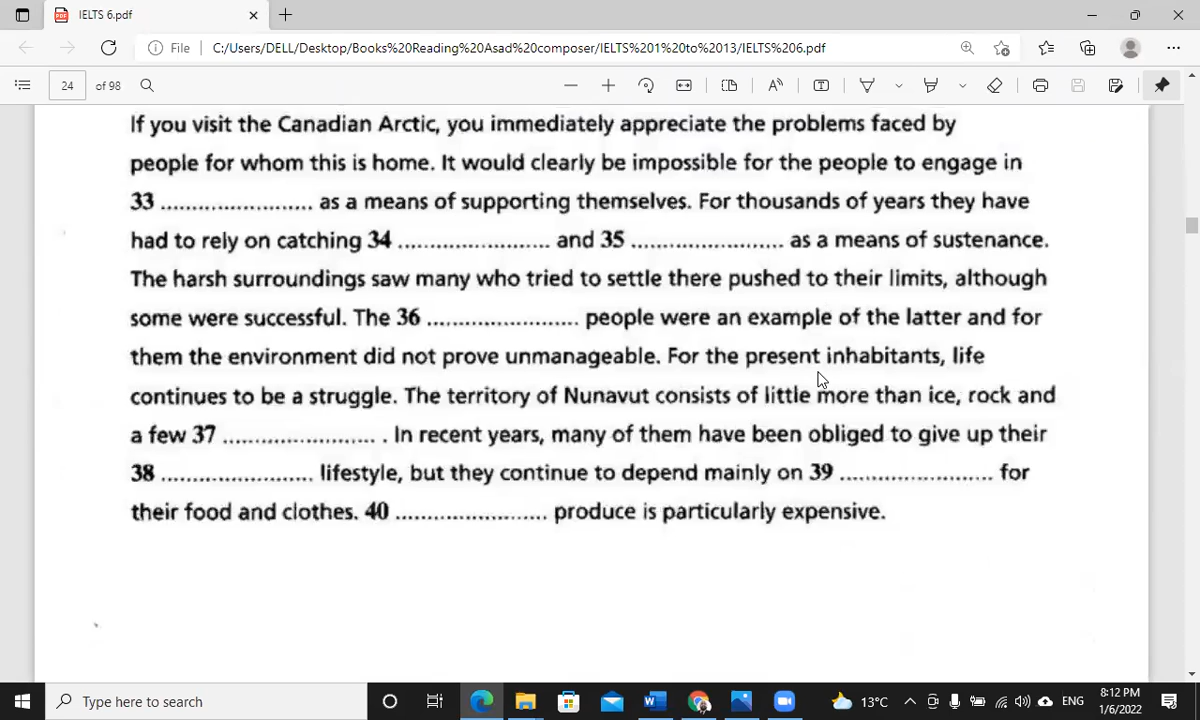 IELTS 6.pdf
File C:/Users/DELL/Desktop/Books%20Reading%20Asad%20composer/IELTS%201%20to%2013/IELTS%206.pdf
24 of 98
If you visit the Canadian Arctic, you immediately appreciate the problems faced by
people for whom this is home. It would clearly be impossible for the people to engage in
33 ........................ as a means of supporting themselves. For thousands of years they have
had to rely on catching 34 ........................ and 35 ........................ as a means of sustenance.
The harsh surroundings saw many who tried to settle there pushed to their limits, although
some were successful. The 36 ........................ people were an example of the latter and for
them the environment did not prove unmanageable. For the present inhabitants, life
continues to be a struggle. The territory of Nunavut consists of little more than ice, rock and
a few 37 ........................ . In recent years, many of them have been obliged to give up their
38 ........................ lifestyle, but they continue to depend mainly on 39 ........................ for
their food and clothes. 40 ........................ produce is particularly expensive.
Type here to search
13°C
ENG
8:12 PM
1/6/2022